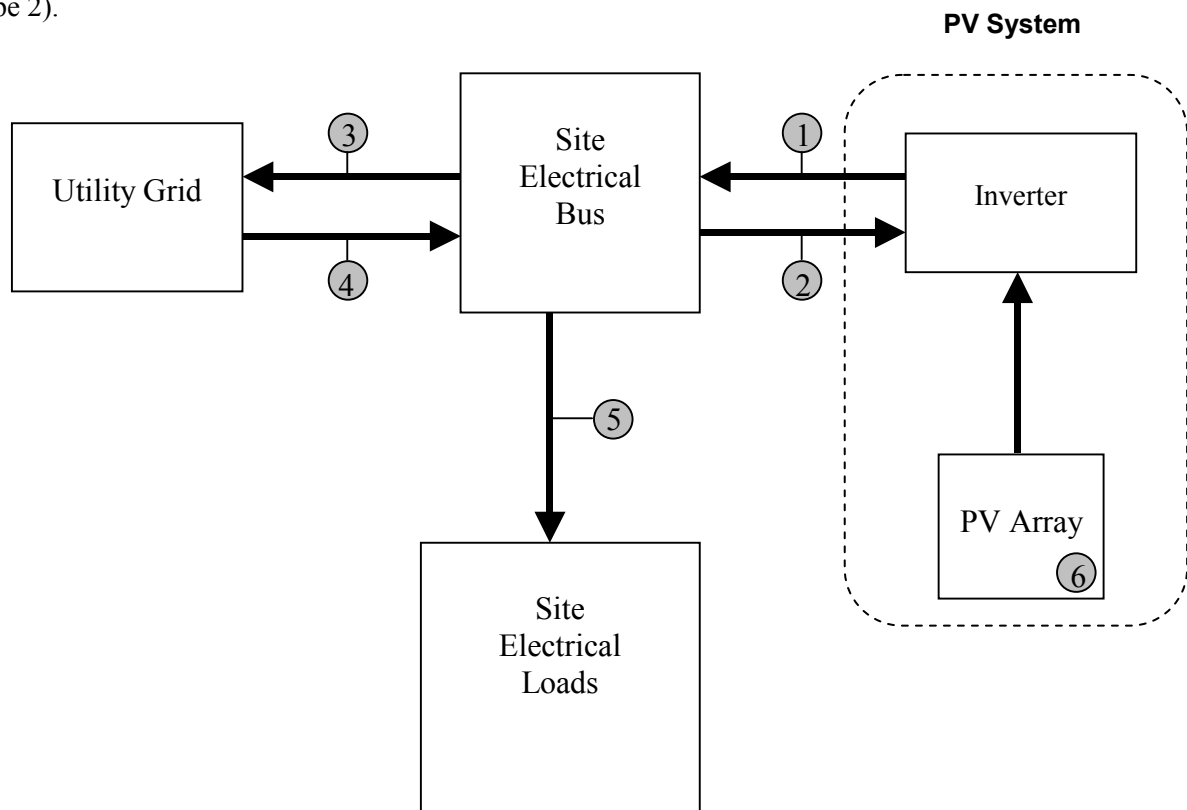 pe 2).
PV System
Utility Grid
3
4
Site
Electrical
Bus
1
2
Inverter
5
PV Array
6
Site
Electrical
Loads